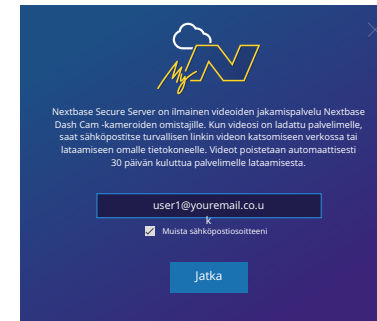 My N
Nextbase Secure Server on ilmainen videoiden jakamispalvelu Nextbase
Dash Cam -kameroiden omistajille. Kun videosi on ladattu palvelimelle,
saat sähköpostitse turvallisen linkin videon katsomiseen verkossa tai
lataamiseen omalle tietokoneelle. Videot poistetaan automaattisesti
30 päivän kuluttua palvelimelle lataamisesta.
user1@youremail.co.u
k
Muista sähköpostiosoitteeni
Jatka